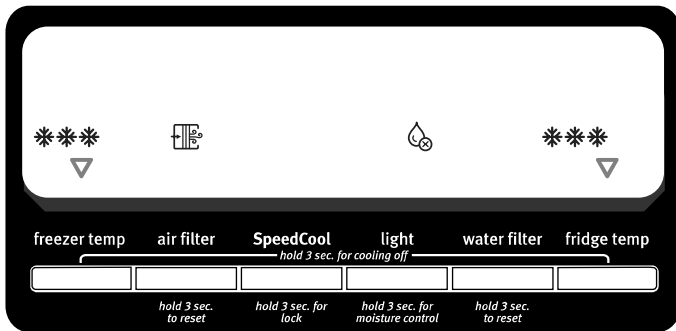 freezer temp air filter SpeedCool light water filter fridge temp
hold 3 sec. for cooling off
hold 3 sec. hold 3 sec. for hold 3 sec. for hold 3 sec.
to reset lock moisture control to reset